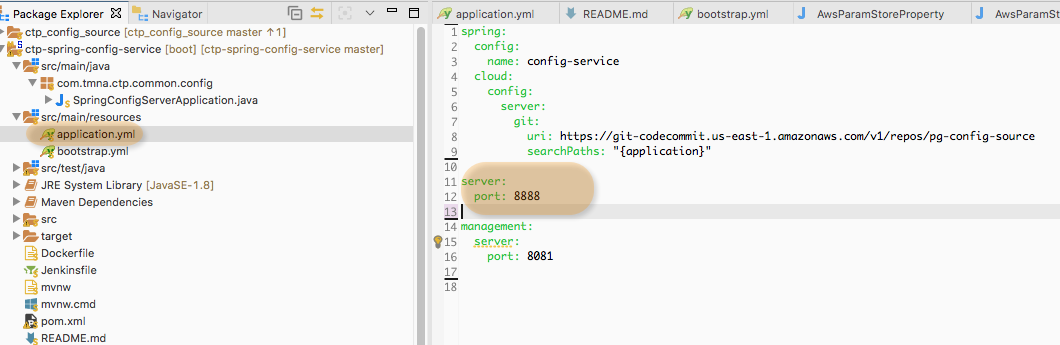 Package Explorer
Navigator
ctp_config_source [ctp_config_source master ↑1]
ctp-spring-config-service [boot] [ctp-spring-config-service master]
src/main/java
com.tmna.ctp.common.config
SpringConfigServerApplication.java
src/main/resources
application.yml
bootstrap.yml
src/test/java
JRE System Library [JavaSE-1.8]
Maven Dependencies
src
target
Dockerfile
Jenkinsfile
mvnw
mvnw.cmd
pom.xml
README.md
application.yml README.md bootstrap.yml AwsParamStoreProperty AwsParamSt
1 spring:
2 config:
3 name: config-service
4 cloud:
5 config:
6 server:
7 git:
8 uri: https://git-codecommit.us-east-1.amazonaws.com/v1/repos/pg-config-source
9 searchPaths: "{application}"
10
11 server:
12 port: 8888
13
14 management:
15 server:
16 port: 8081
17
18